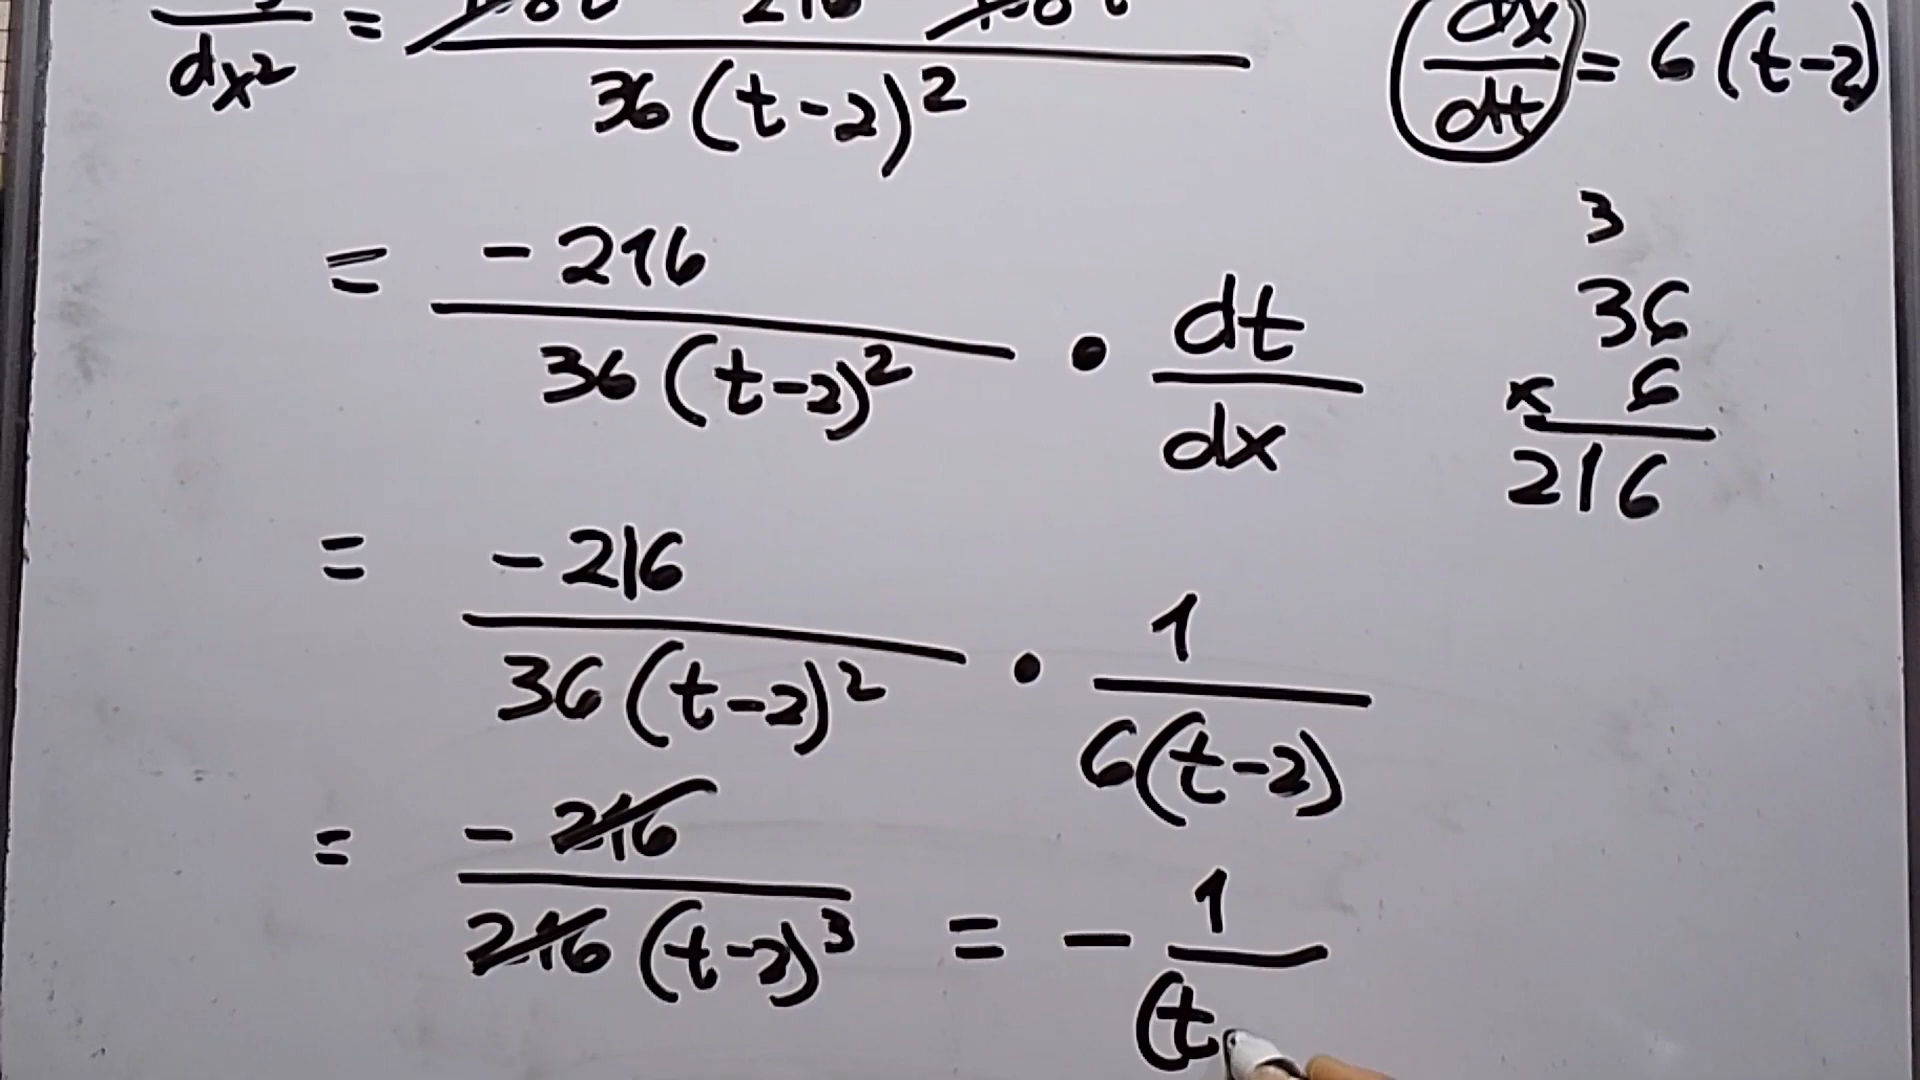 dx² =
36(t-2)²
dx/dt = 6(t-2)
= -216/36(t-2)² • dt/dx
3
36
x 6
216
= -216/36(t-2)² • 1/6(t-2)
= -216/216(t-2)³ = - 1/(t